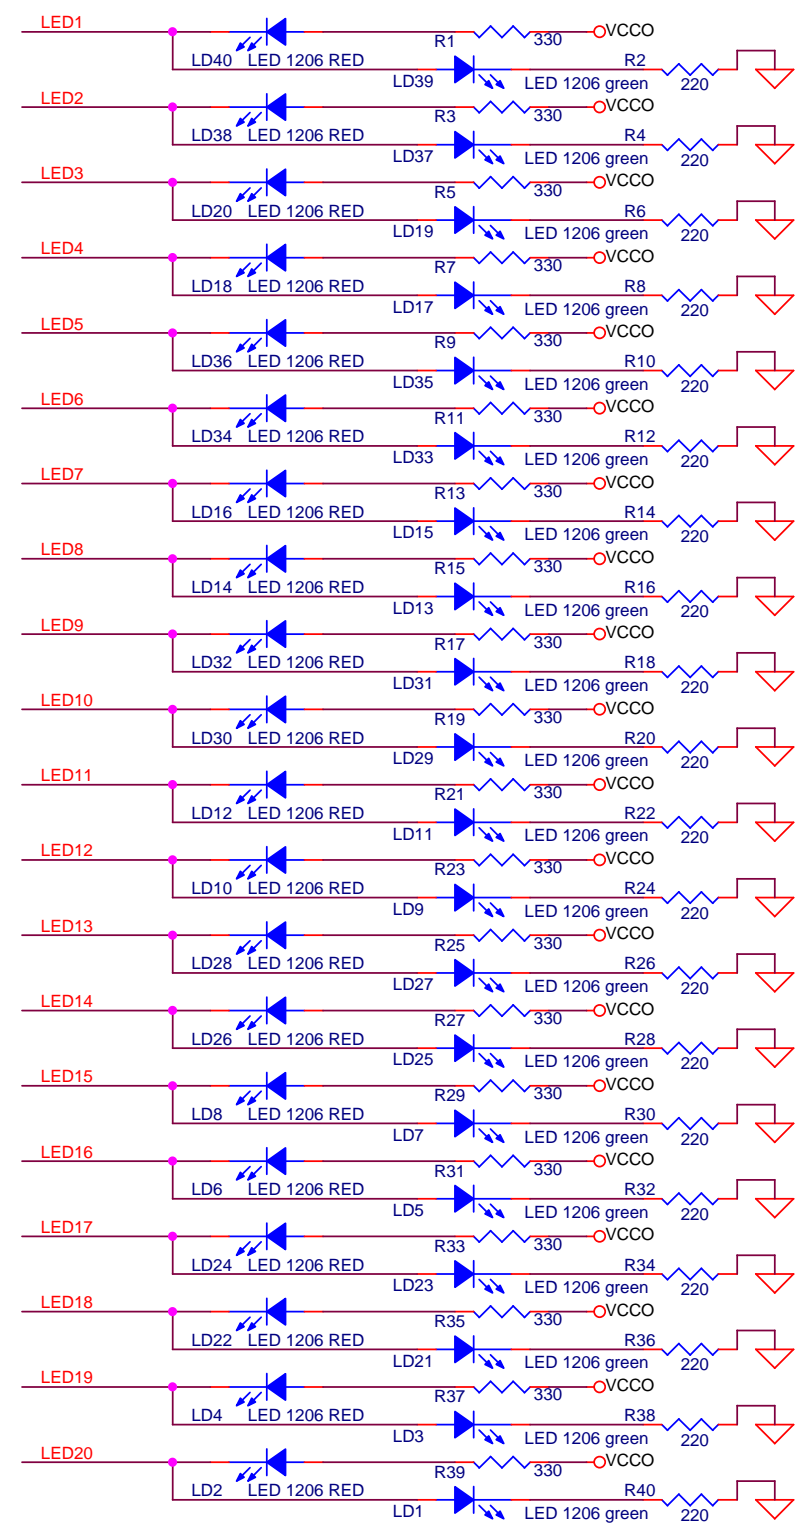 LED1 VCCO
R1 330
LD40 LED 1206 RED R2
LD39 LED 1206 green 220
LED2 VCCO
R3 330
LD38 LED 1206 RED R4
LD37 LED 1206 green 220
LED3 VCCO
R5 330
LD20 LED 1206 RED R6
LD19 LED 1206 green 220
LED4 VCCO
R7 330
LD18 LED 1206 RED R8
LD17 LED 1206 green 220
LED5 VCCO
R9 330
LD36 LED 1206 RED R10
LD35 LED 1206 green 220
LED6 VCCO
R11 330
LD34 LED 1206 RED R12
LD33 LED 1206 green 220
LED7 VCCO
R13 330
LD16 LED 1206 RED R14
LD15 LED 1206 green 220
LED8 VCCO
R15 330
LD14 LED 1206 RED R16
LD13 LED 1206 green 220
LED9 VCCO
R17 330
LD32 LED 1206 RED R18
LD31 LED 1206 green 220
LED10 VCCO
R19 330
LD30 LED 1206 RED R20
LD29 LED 1206 green 220
LED11 VCCO
R21 330
LD12 LED 1206 RED R22
LD11 LED 1206 green 220
LED12 VCCO
R23 330
LD10 LED 1206 RED R24
LD9 LED 1206 green 220
LED13 VCCO
R25 330
LD28 LED 1206 RED R26
LD27 LED 1206 green 220
LED14 VCCO
R27 330
LD26 LED 1206 RED R28
LD25 LED 1206 green 220
LED15 VCCO
R29 330
LD8 LED 1206 RED R30
LD7 LED 1206 green 220
LED16 VCCO
R31 330
LD6 LED 1206 RED R32
LD5 LED 1206 green 220
LED17 VCCO
R33 330
LD24 LED 1206 RED R34
LD23 LED 1206 green 220
LED18 VCCO
R35 330
LD22 LED 1206 RED R36
LD21 LED 1206 green 220
LED19 VCCO
R37 330
LD4 LED 1206 RED R38
LD3 LED 1206 green 220
LED20 VCCO
R39 330
LD2 LED 1206 RED R40
LD1 LED 1206 green 220